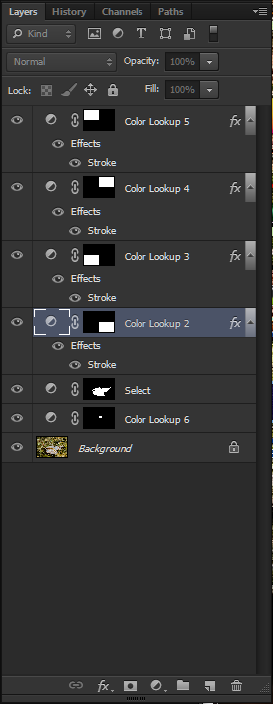 Layers History Channels Paths
Kind
Normal Opacity: 100%
Lock: Fill: 100%
Color Lookup 5 fx
Effects
Stroke
Color Lookup 4 fx
Effects
Stroke
Color Lookup 3 fx
Effects
Stroke
Color Lookup 2 fx
Effects
Stroke
Select
Color Lookup 6
Background
fx